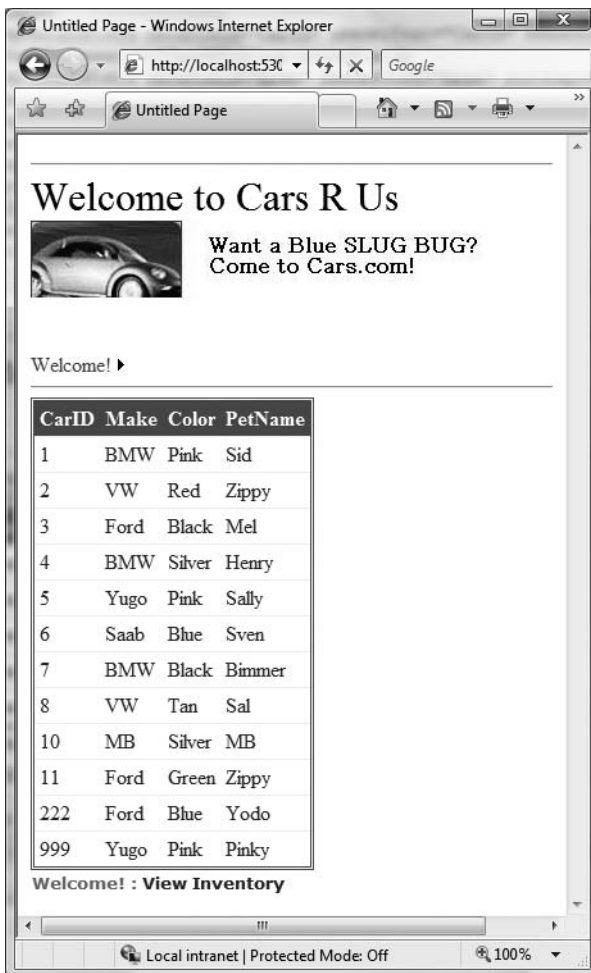 Untitled Page - Windows Internet Explorer
http://localhost:530
Google
Untitled Page
Welcome to Cars R Us
Want a Blue SLUG BUG?
Come to Cars.com!
Welcome!
CarID Make Color PetName
1 BMW Pink Sid
2 VW Red Zippy
3 Ford Black Mel
4 BMW Silver Henry
5 Yugo Pink Sally
6 Saab Blue Sven
7 BMW Black Bimmer
8 VW Tan Sal
10 MB Silver MB
11 Ford Green Zippy
222 Ford Blue Yodo
999 Yugo Pink Pinky
Welcome! : View Inventory
Local intranet | Protected Mode: Off 100%